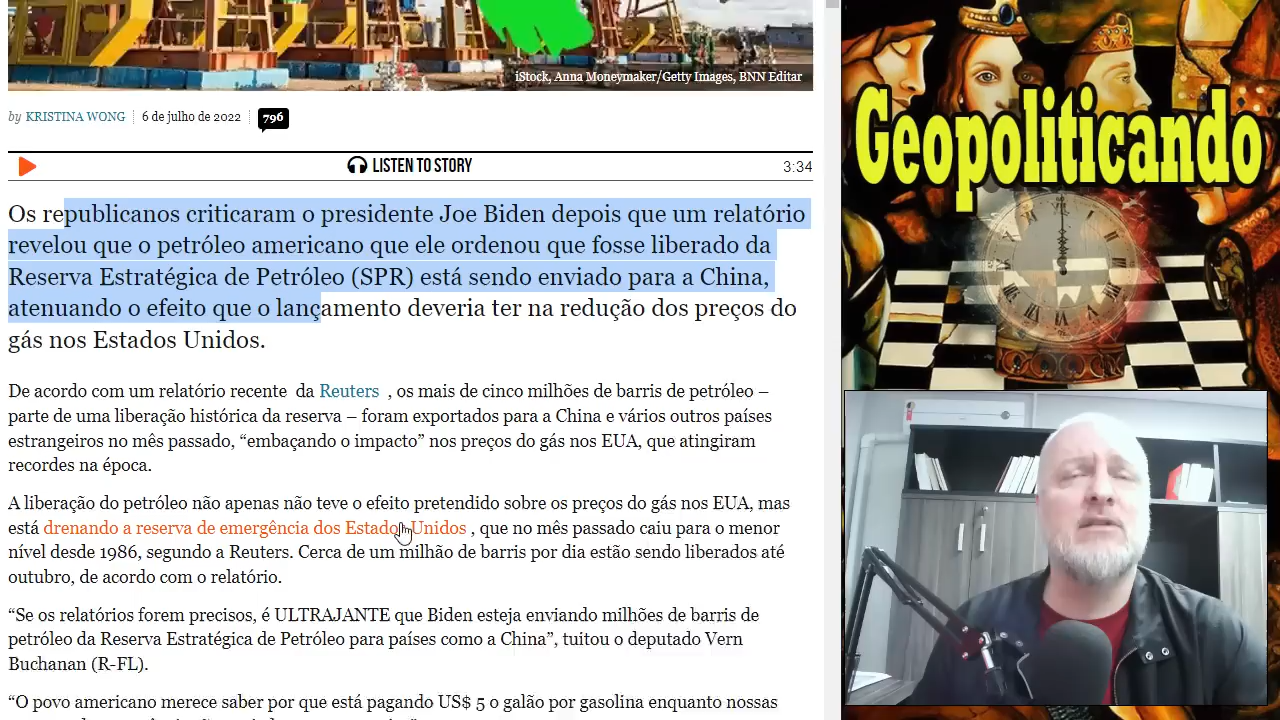 iStock, Anna Moneymaker/Getty Images, BNN Editar
by KRISTINA WONG 6 de julho de 2022 796
LISTEN TO STORY 3:34
Os republicanos criticaram o presidente Joe Biden depois que um relatório
revelou que o petróleo americano que ele ordenou que fosse liberado da
Reserva Estratégica de Petróleo (SPR) está sendo enviado para a China,
atenuando o efeito que o lançamento deveria ter na redução dos preços do
gás nos Estados Unidos.
De acordo com um relatório recente da Reuters , os mais de cinco milhões de barris de petróleo –
parte de uma liberação histórica da reserva – foram exportados para a China e vários outros países
estrangeiros no mês passado, “embaçando o impacto” nos preços do gás nos EUA, que atingiram
recordes na época.
A liberação do petróleo não apenas não teve o efeito pretendido sobre os preços do gás nos EUA, mas
está drenando a reserva de emergência dos Estados Unidos , que no mês passado caiu para o menor
nível desde 1986, segundo a Reuters. Cerca de um milhão de barris por dia estão sendo liberados até
outubro, de acordo com o relatório.
“Se os relatórios forem precisos, é ULTRAJANTE que Biden esteja enviando milhões de barris de
petróleo da Reserva Estratégica de Petróleo para países como a China”, tuitou o deputado Vern
Buchanan (R-FL).
“O povo americano merece saber por que está pagando US$ 5 o galão por gasolina enquanto nossas
Geopoliticando